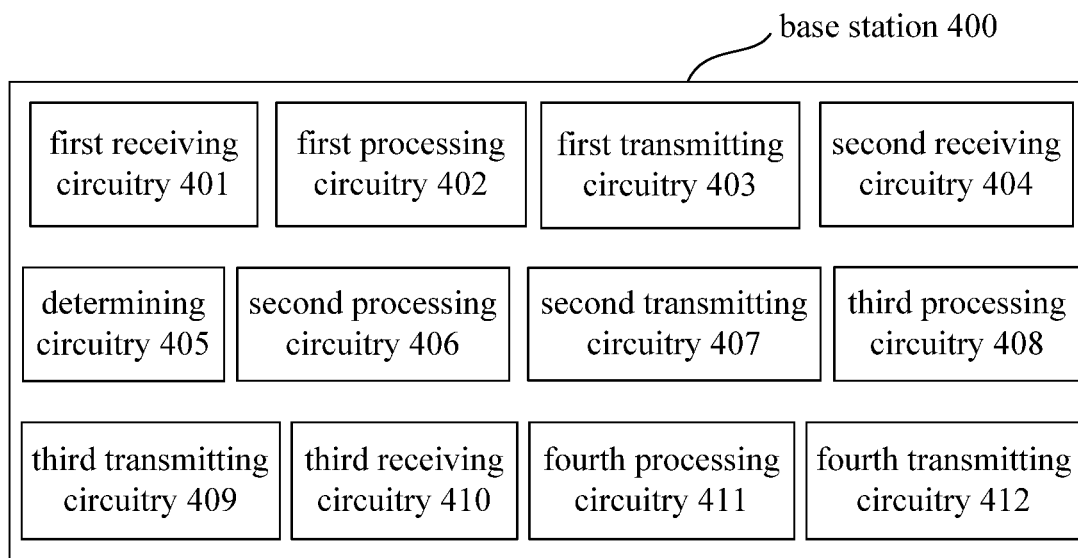 base station 400
first receiving
circuitry 401
first processing
circuitry 402
first transmitting
circuitry 403
second receiving
circuitry 404
determining
circuitry 405
second processing
circuitry 406
second transmitting
circuitry 407
third processing
circuitry 408
third transmitting
circuitry 409
third receiving
circuitry 410
fourth processing
circuitry 411
fourth transmitting
circuitry 412